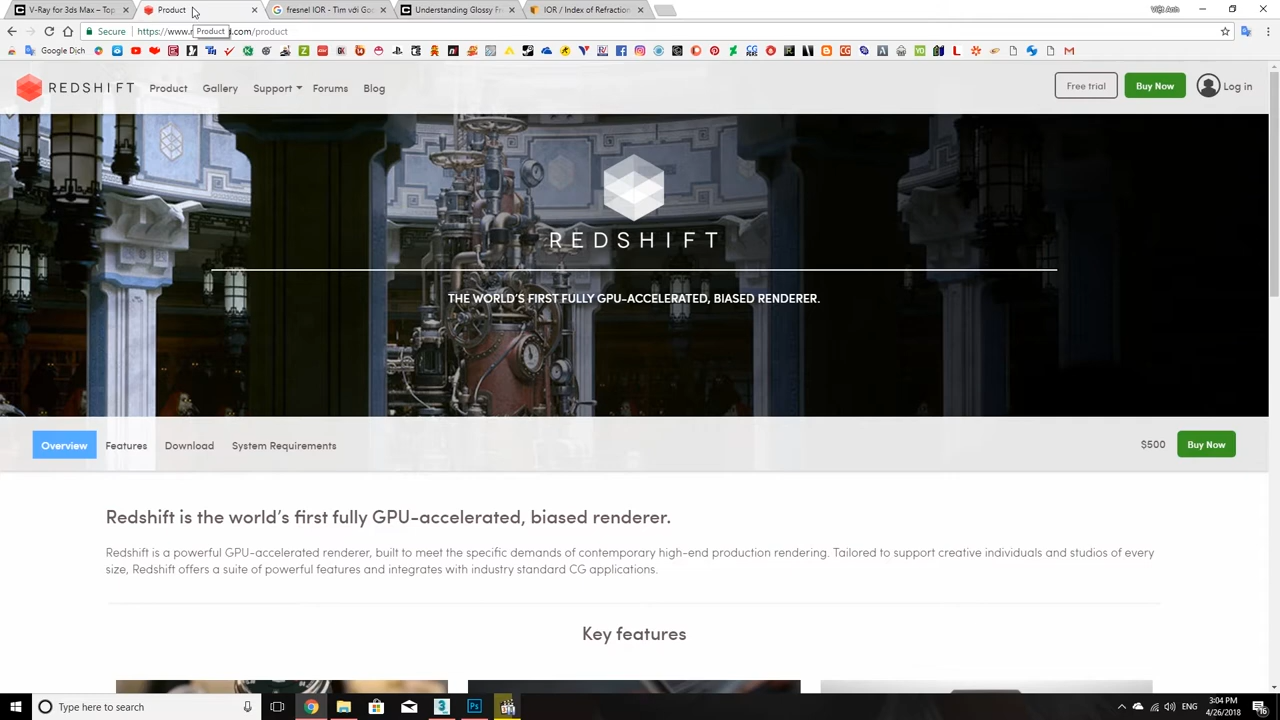 V-Ray for 3ds Max – Top
Product
fresnel IOR - Tìm với Goo
Understanding Glossy Fre
IOR / Index of Refraction
Việt Anh
Secure
https://www.r
Product
d.com/product
Google Dịch
REDSHIFT
Product
Gallery
Support
Forums
Blog
Free trial
Buy Now
Log in
REDSHIFT
THE WORLD'S FIRST FULLY GPU-ACCELERATED, BIASED RENDERER.
Overview
Features
Download
System Requirements
$500
Buy Now
Redshift is the world's first fully GPU-accelerated, biased renderer.
Redshift is a powerful GPU-accelerated renderer, built to meet the specific demands of contemporary high-end production rendering. Tailored to support creative individuals and studios of every
size, Redshift offers a suite of powerful features and integrates with industry standard CG applications.
Key features
Type here to search
ENG
3:04 PM
4/26/2018